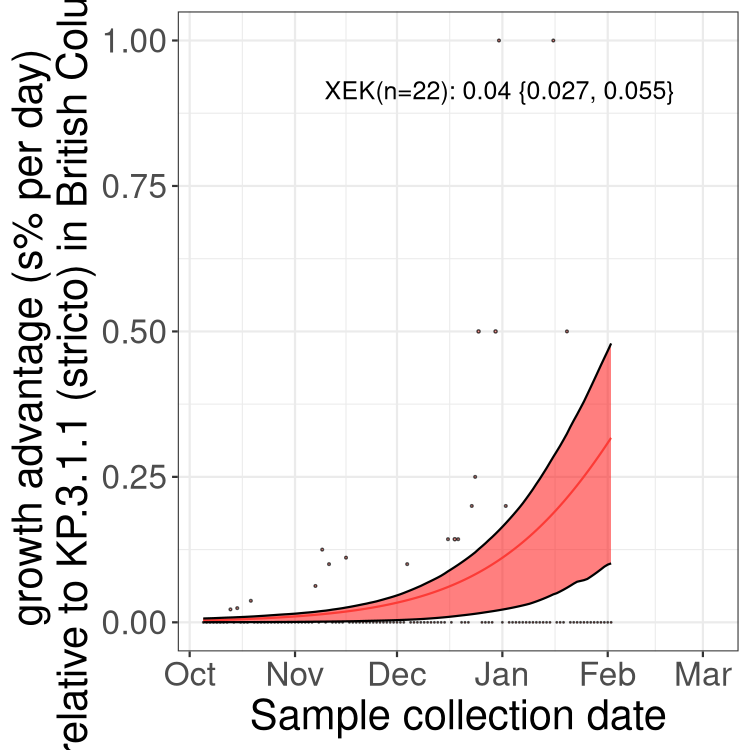 growth advantage (s% per day)
relative to KP.3.1.1 (stricto) in British Colu
1.00
0.75
0.50
0.25
0.00
XEK(n=22): 0.04 {0.027, 0.055}
Oct Nov Dec Jan Feb Mar
Sample collection date